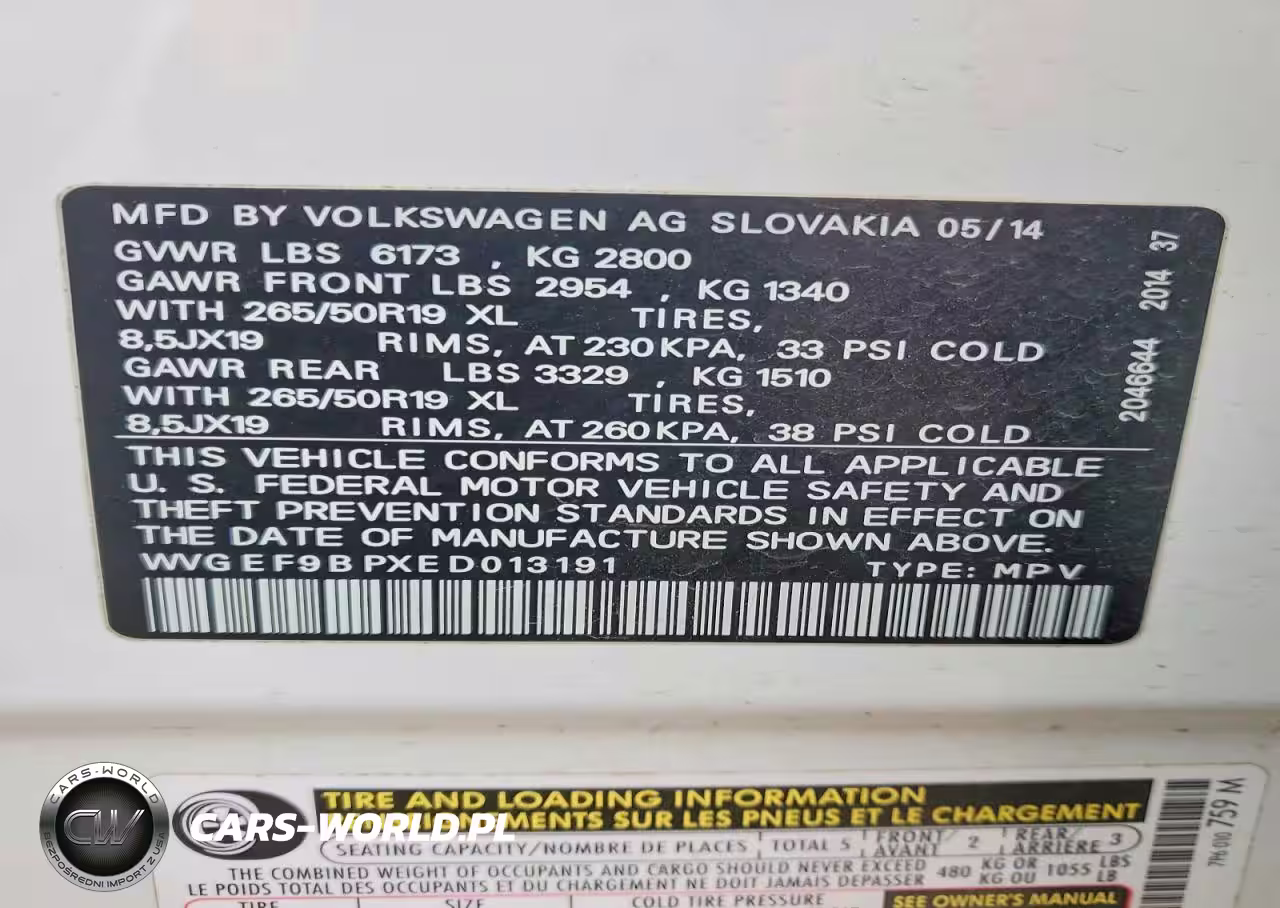 MFD BY VOLKSWAGEN AG SLOVAKIA 05/14
GVWR LBS 6173 , KG 2800
GAWR FRONT LBS 2954 , KG 1340
WITH 265/50R19 XL TIRES,
8,5JX19 RIMS, AT 230 KPA, 33 PSI COLD
GAWR REAR LBS 3329 , KG 1510
WITH 265/50R19 XL TIRES,
8,5JX19 RIMS, AT 260 KPA, 38 PSI COLD
THIS VEHICLE CONFORMS TO ALL APPLICABLE
U. S. FEDERAL MOTOR VEHICLE SAFETY AND
THEFT PREVENTION STANDARDS IN EFFECT ON
THE DATE OF MANUFACTURE SHOWN ABOVE.
WVGEF9BPXED013191 TYPE: MPV
2046644 2014 37
TIRE AND LOADING INFORMATION
SUR LES PNEUS ET LE CHARGEMENT
SEATING CAPACITY/NOMBRE DE PLACES TOTAL 5 FRONT/AVANT 2 REAR/ARRIÈRE 3
THE COMBINED WEIGHT OF OCCUPANTS AND CARGO SHOULD NEVER EXCEED 480 KG OR 1055 LBS
LE POIDS TOTAL DES OCCUPANTS ET DU CHARGEMENT NE DOIT JAMAIS DEPASSER KG OU LB
TIRE SIZE COLD TIRE PRESSURE SEE OWNER'S MANUAL
759 M
CARS-WORLD
CW
BEZPOŚREDNI IMPORT Z USA
CARS-WORLD.PL